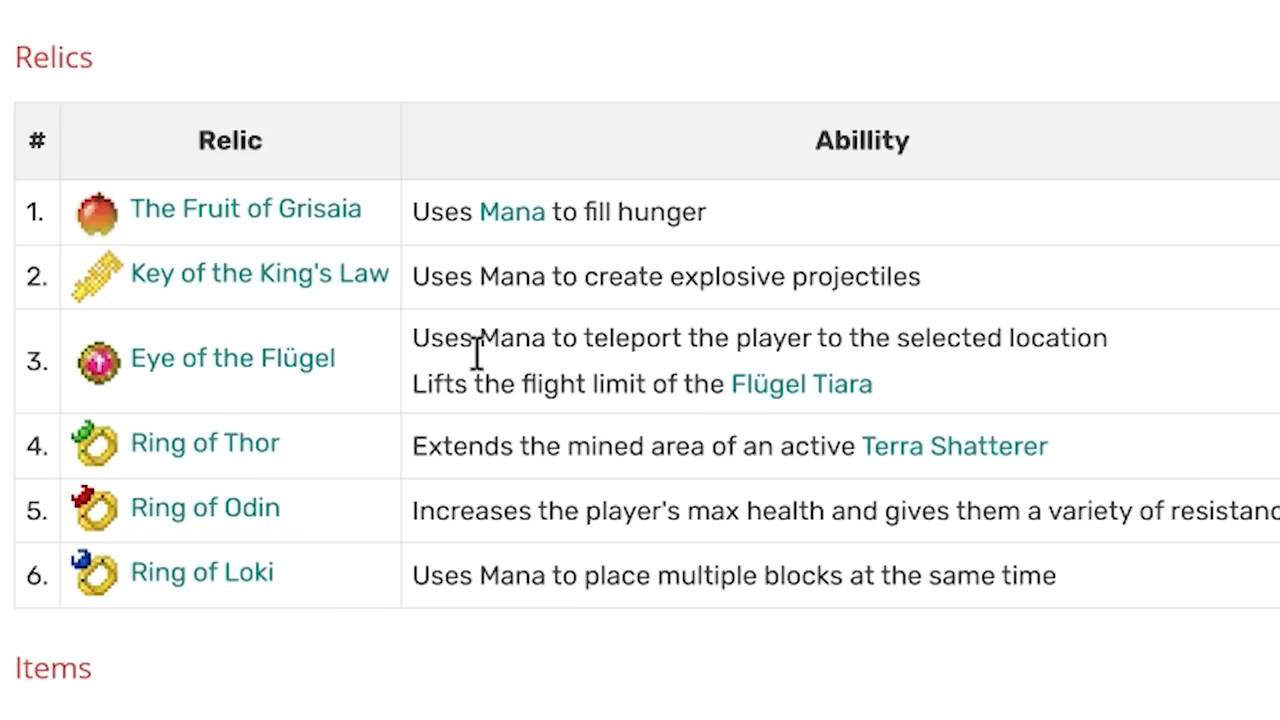 Relics
# Relic Abillity
1. The Fruit of Grisaia Uses Mana to fill hunger
2. Key of the King's Law Uses Mana to create explosive projectiles
3. Eye of the Flügel Uses Mana to teleport the player to the selected location
Lifts the flight limit of the Flügel Tiara
4. Ring of Thor Extends the mined area of an active Terra Shatterer
5. Ring of Odin Increases the player's max health and gives them a variety of
6. Ring of Loki Uses Mana to place multiple blocks at the same time
Items